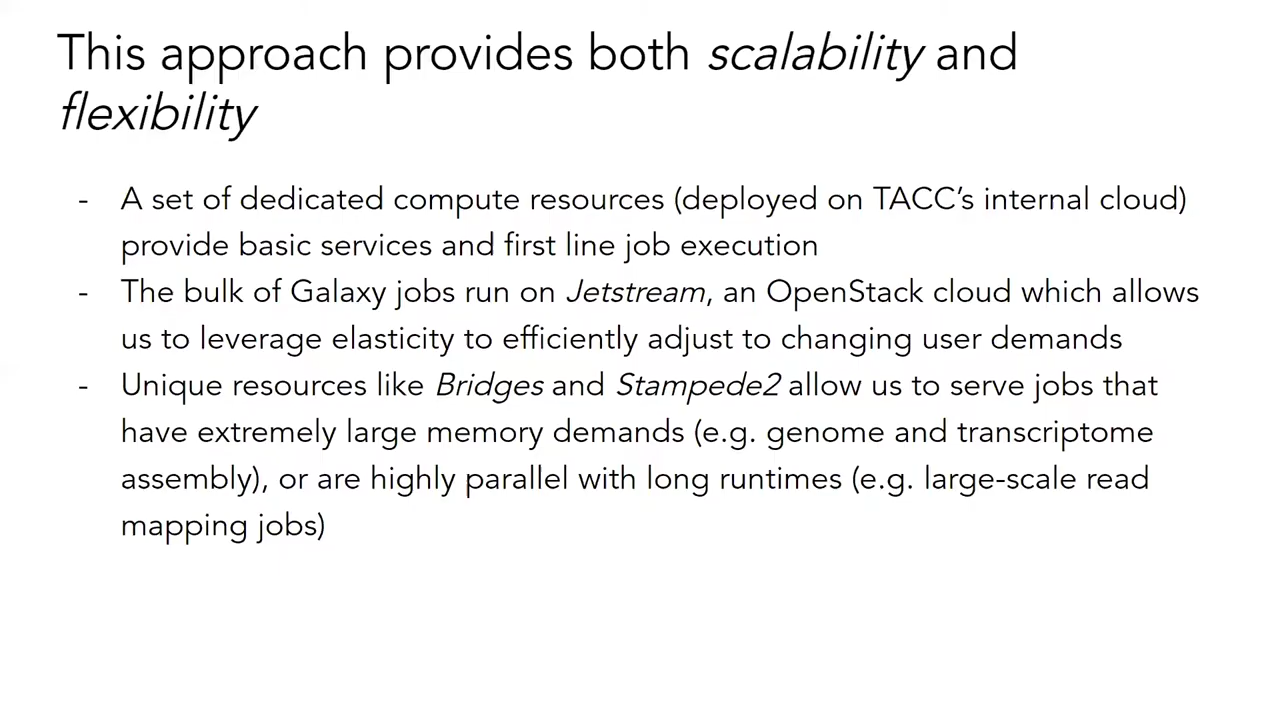 This approach provides both scalability and
flexibility
- A set of dedicated compute resources (deployed on TACC’s internal cloud)
provide basic services and first line job execution
- The bulk of Galaxy jobs run on Jetstream, an OpenStack cloud which allows
us to leverage elasticity to efficiently adjust to changing user demands
- Unique resources like Bridges and Stampede2 allow us to serve jobs that
have extremely large memory demands (e.g. genome and transcriptome
assembly), or are highly parallel with long runtimes (e.g. large-scale read
mapping jobs)